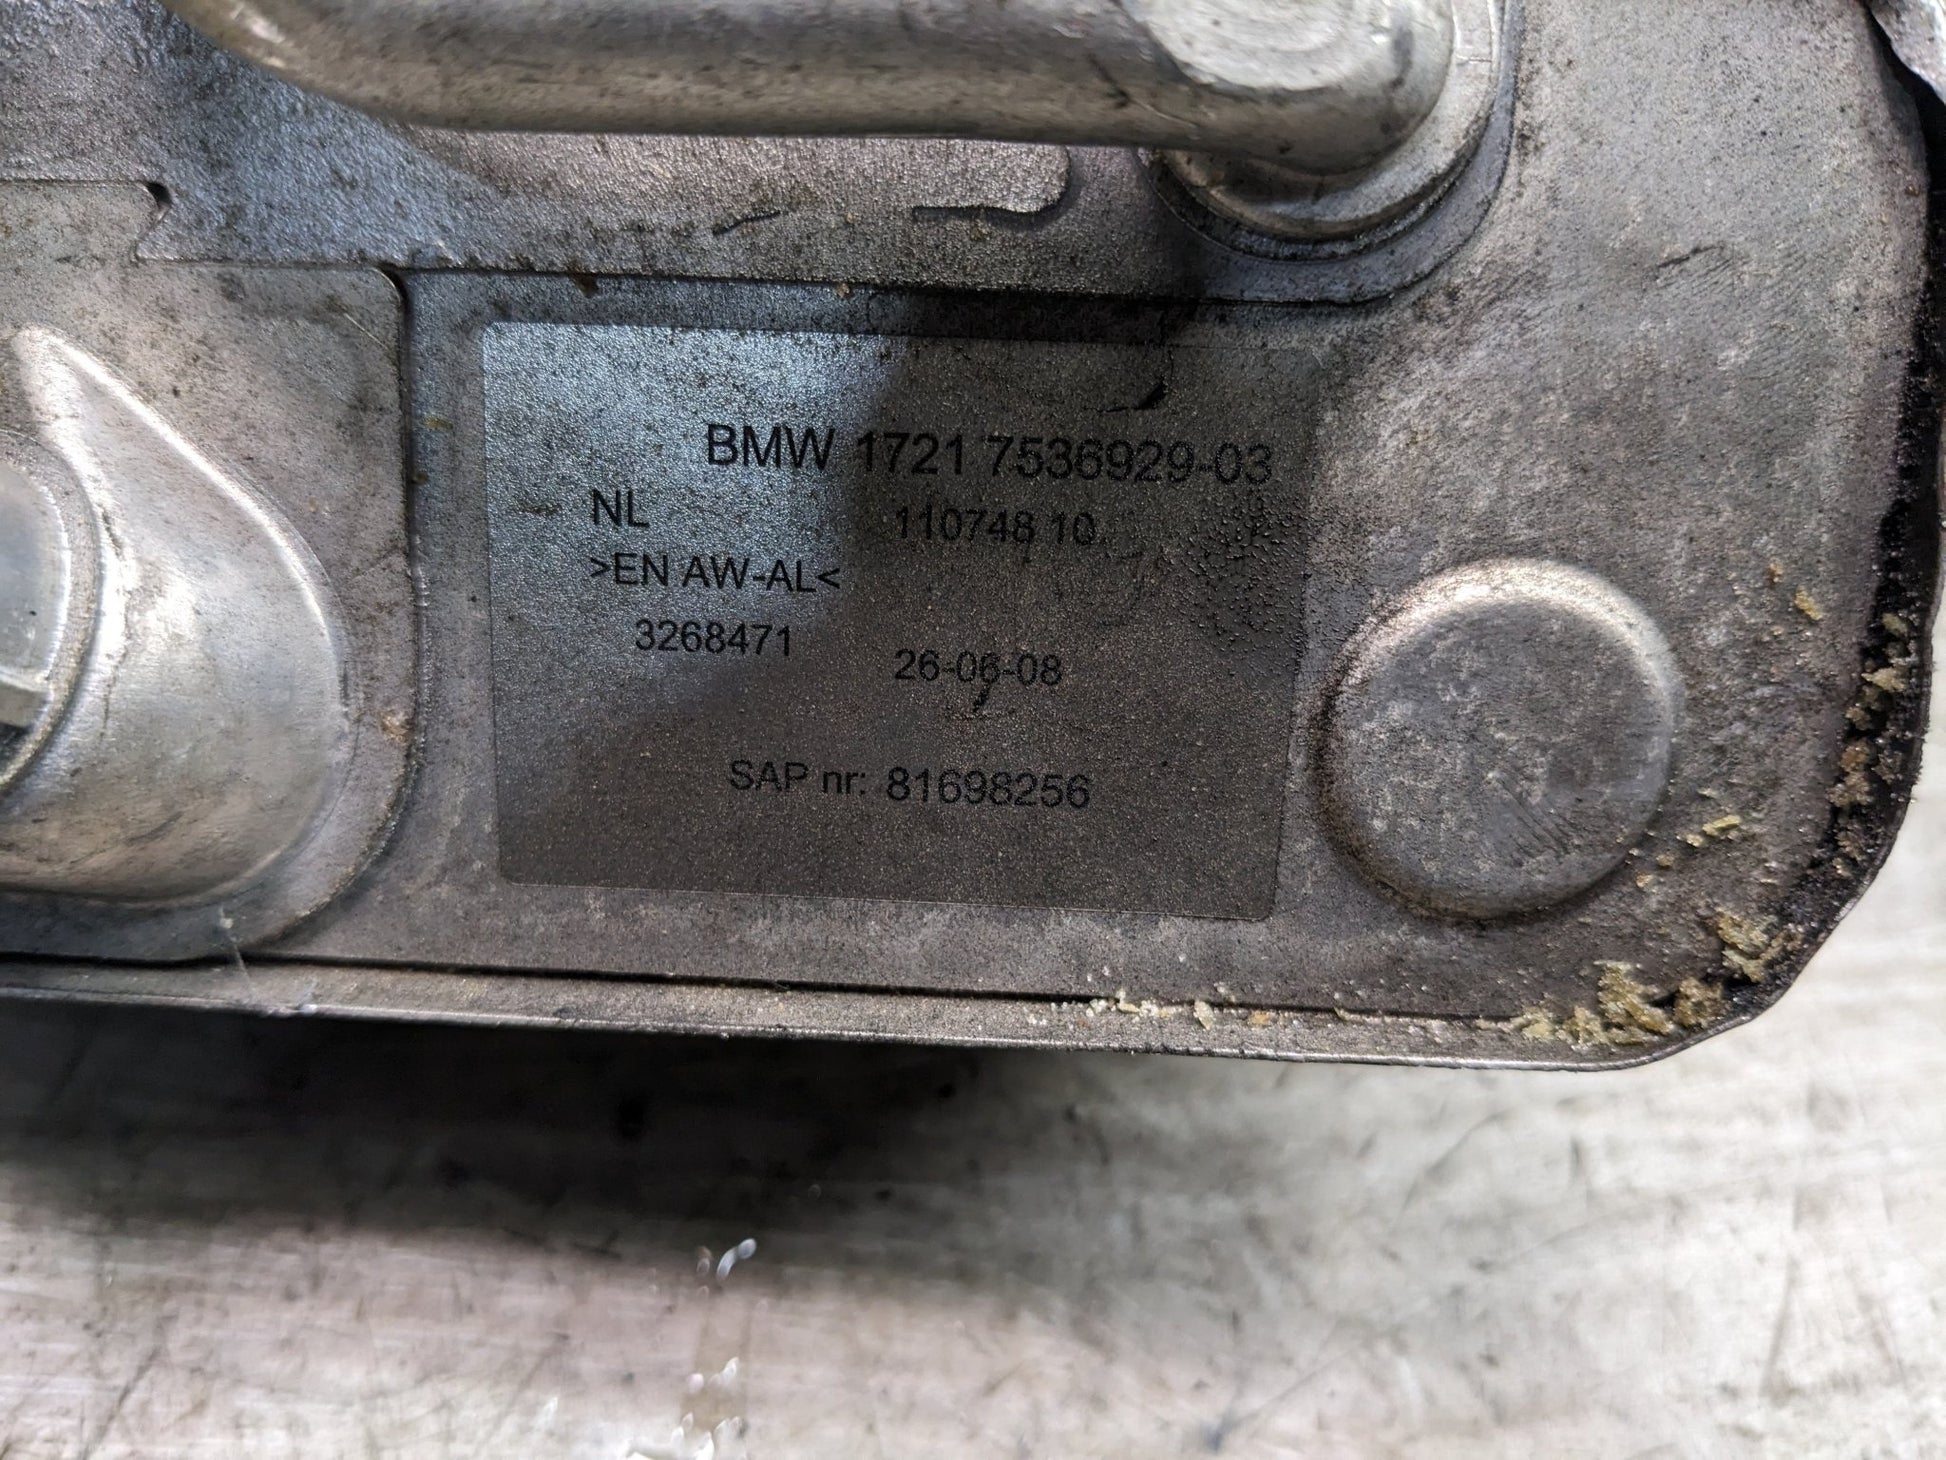 BMW 1721 7536929-03
NL 110748 10
>EN AW-AL<
3268471 26-06-08
SAP nr: 81698256